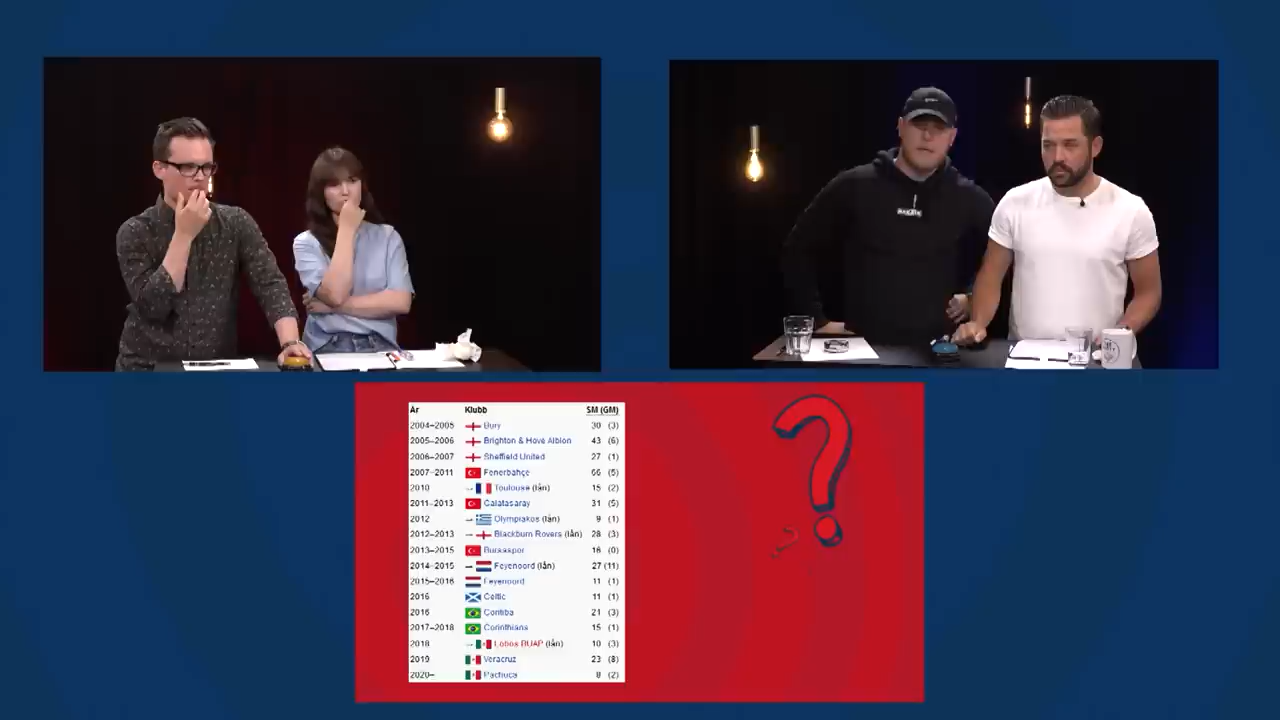 År Klubb SM (GM)
2004–2005 Bury 30 (3)
2005–2006 Brighton & Hove Albion 43 (6)
2006–2007 Sheffield United 27 (1)
2007–2011 Fenerbahçe 66 (5)
2010 → Toulouse (lån) 15 (2)
2011–2013 Galatasaray 31 (5)
2012 → Olympiakos (lån) 9 (1)
2012–2013 → Blackburn Rovers (lån) 28 (3)
2013–2015 Bursaspor 16 (0)
2014–2015 → Feyenoord (lån) 27 (11)
2015–2016 Feyenoord 11 (1)
2016 Celtic 11 (1)
2016 Coritiba 21 (3)
2017–2018 Corinthians 15 (1)
2018 → Lobos BUAP (lån) 10 (3)
2019 Veracruz 23 (8)
2020– Pachuca 8 (2)
?
?